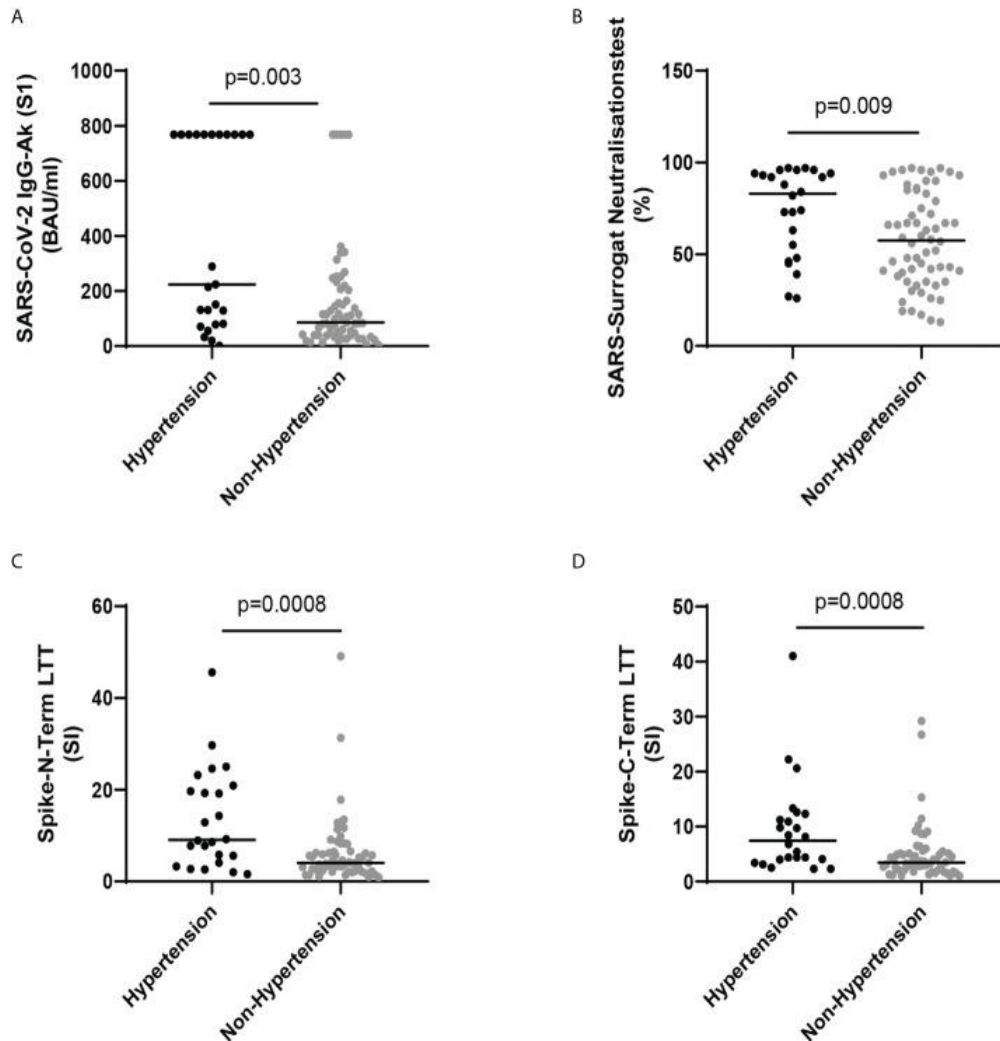 A
SARS-CoV-2 IgG-Ak (S1)
(BAU/ml)
1000
800
600
400
200
0
p=0.003
Hypertension
Non-Hypertension
B
SARS-Surrogat Neutralisationstest
(%)
150
100
50
0
p=0.009
Hypertension
Non-Hypertension
C
Spike-N-Term LTT
(SI)
60
40
20
0
p=0.0008
Hypertension
Non-Hypertension
D
Spike-C-Term LTT
(SI)
50
40
30
20
10
0
p=0.0008
Hypertension
Non-Hypertension